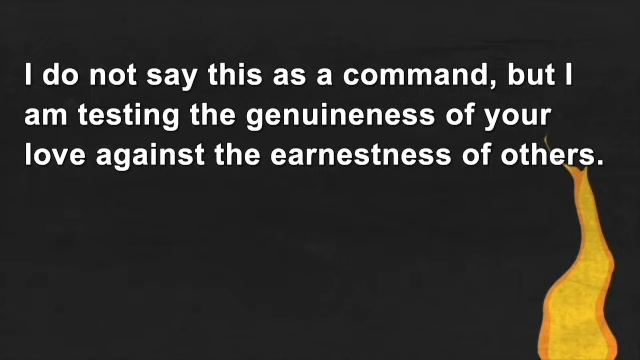 I do not say this as a command, but I
am testing the genuineness of your
love against the earnestness of others.